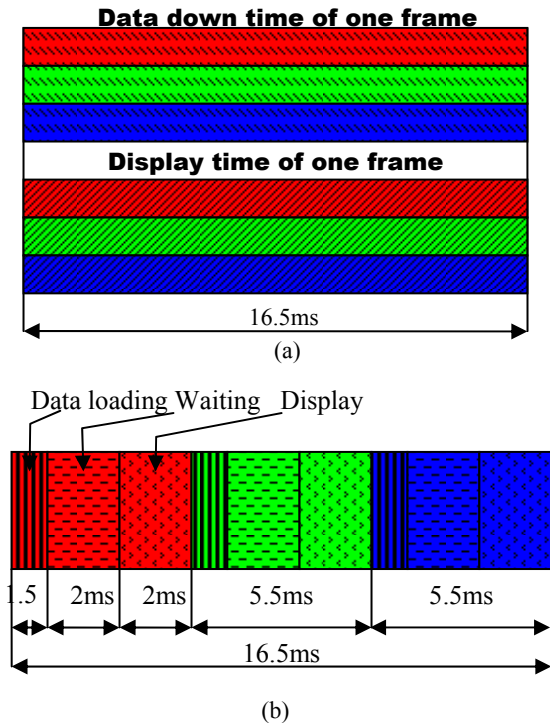 Data down time of one frame
Display time of one frame
16.5ms
(a)
Data loading Waiting Display
1.5 2ms 2ms 5.5ms 5.5ms
16.5ms
(b)